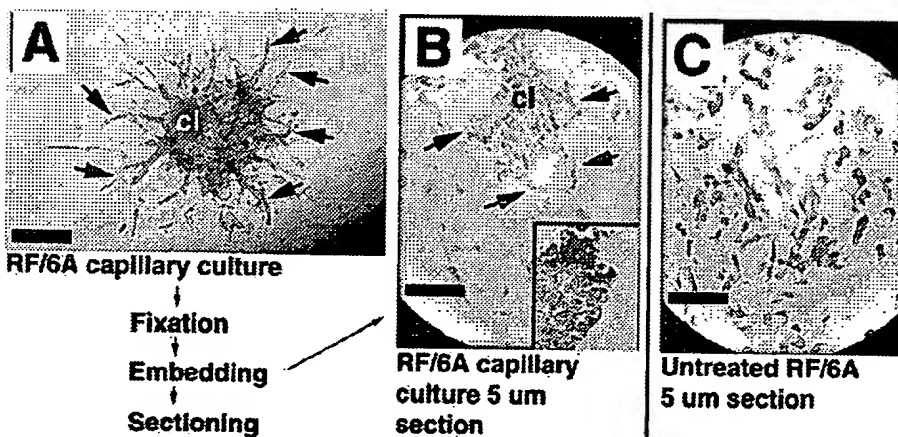 A
cl
RF/6A capillary culture
Fixation
Embedding
Sectioning
B
cl
RF/6A capillary
culture 5 um
section
C
Untreated RF/6A
5 um section